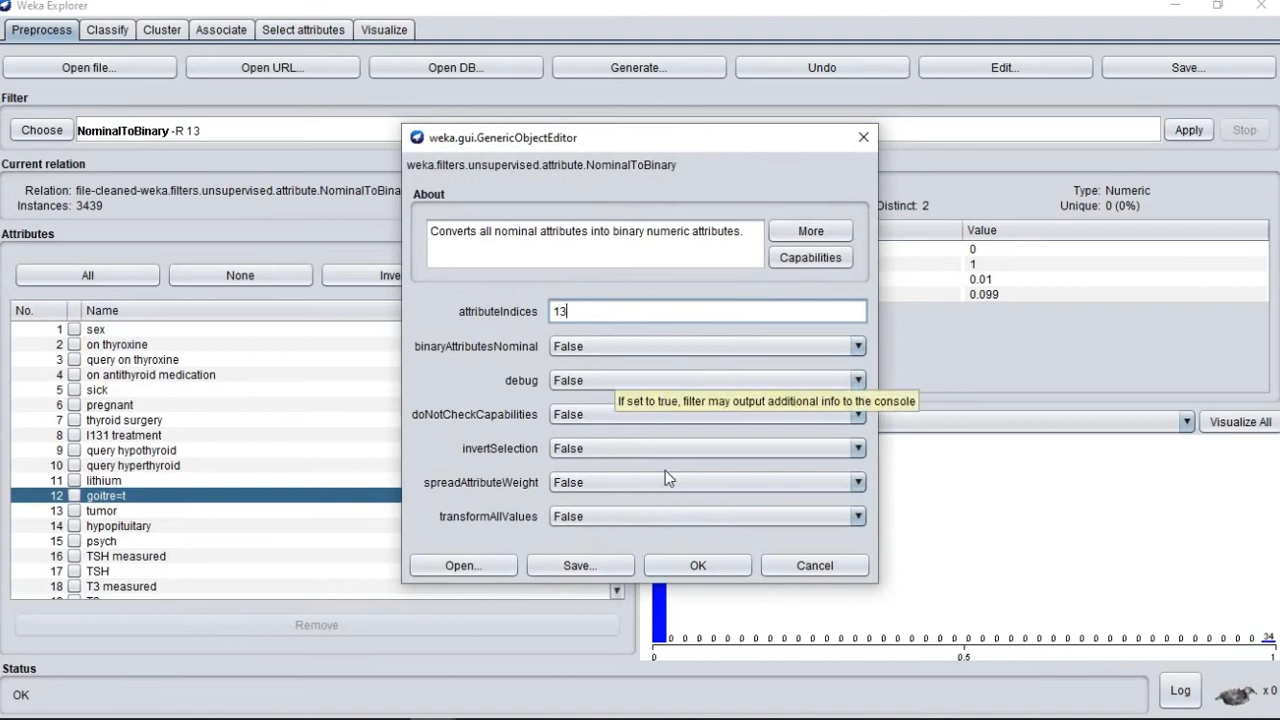 Weka Explorer
Preprocess Classify Cluster Associate Select attributes Visualize
Open file... Open URL... Open DB... Generate... Undo Edit... Save...
Filter
Choose NominalToBinary -R 13 Apply Stop
Current relation
Relation: file-cleaned-weka.filters.unsupervised.attribute.NominalToBina
Instances: 3439
Type: Numeric
Distinct: 2 Unique: 0 (0%)
Attributes
All None Inve
No. Name
1 sex
2 on thyroxine
3 query on thyroxine
4 on antithyroid medication
5 sick
6 pregnant
7 thyroid surgery
8 I131 treatment
9 query hypothyroid
10 query hyperthyroid
11 lithium
12 goitre=t
13 tumor
14 hypopituitary
15 psych
16 TSH measured
17 TSH
18 T3 measured
Remove
Status
OK
Log x 0
Value
0
1
0.01
0.099
Visualize All
0 0 0 0 0 0 0 0 0 0 0 0 0 0 0 0 0 0 0 0 0 0 0 0 0 0 0 0 0 0 0 0 0 34
0 0.5 1
weka.gui.GenericObjectEditor
weka.filters.unsupervised.attribute.NominalToBinary
About
Converts all nominal attributes into binary numeric attributes.
More
Capabilities
attributeIndices 13
binaryAttributesNominal False
debug False
If set to true, filter may output additional info to the console
doNotCheckCapabilities False
invertSelection False
spreadAttributeWeight False
transformAllValues False
Open... Save... OK Cancel